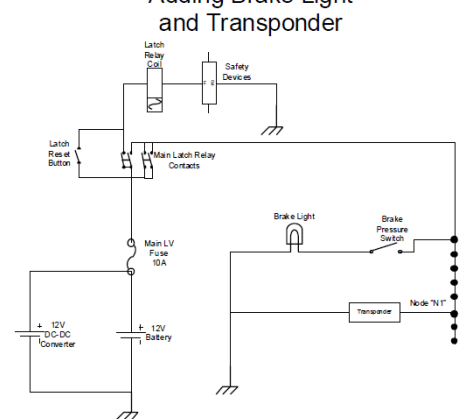 Adding Brake Light
and Transponder
Latch
Relay
Coil
Safety
Devices
Latch
Reset
Button
Main Latch Relay
Contacts
Brake Light
Brake
Pressure
Switch
Main LV
Fuse
10A
Transponder
Node "N1"
12V
DC-DC
Converter
12V
Battery